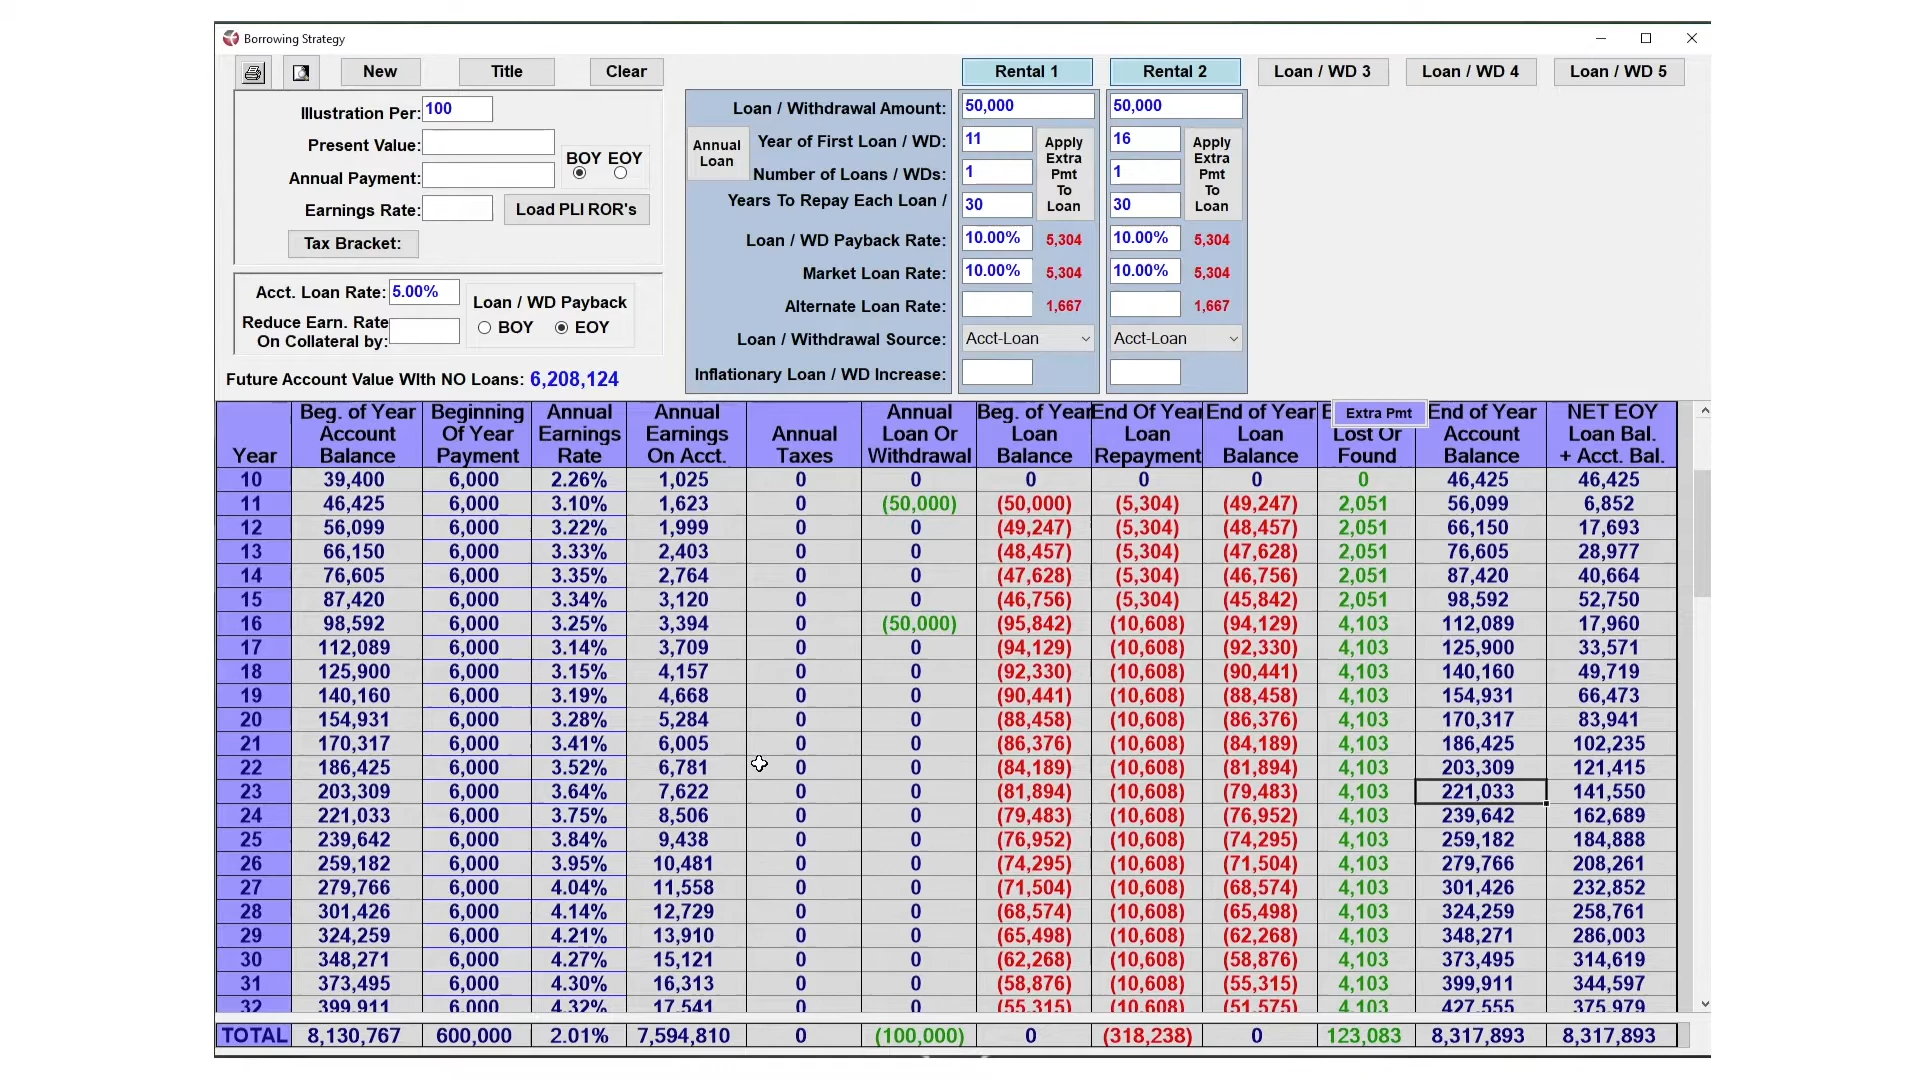 Borrowing Strategy
New Title Clear Rental 1 Rental 2 Loan / WD 3 Loan / WD 4 Loan / WD 5
Illustration Per: 100
Present Value:
Annual Payment:
BOY EOY
Earnings Rate: Load PLI ROR's
Tax Bracket:
Acct. Loan Rate: 5.00%
Reduce Earn. Rate
On Collateral by:
Loan / WD Payback
BOY EOY
Future Account Value WIth NO Loans: 6,208,124
Annual
Loan
Loan / Withdrawal Amount: 50,000 50,000
Year of First Loan / WD: 11 16
Number of Loans / WDs: 1 1
Years To Repay Each Loan / 30 30
Apply
Extra
Pmt
To
Loan
Apply
Extra
Pmt
To
Loan
Loan / WD Payback Rate: 10.00% 5,304 10.00% 5,304
Market Loan Rate: 10.00% 5,304 10.00% 5,304
Alternate Loan Rate: 1,667 1,667
Loan / Withdrawal Source: Acct-Loan Acct-Loan
Inflationary Loan / WD Increase:
Beg. of Year Beginning Annual Annual Annual Beg. of Year End Of Year End of Year E Extra Pmt End of Year NET EOY
Account Of Year Earnings Earnings Annual Loan Or Loan Loan Loan Lost Or Account Loan Bal.
Year Balance Payment Rate On Acct. Taxes Withdrawal Balance Repayment Balance Found Balance + Acct. Bal.
10 39,400 6,000 2.26% 1,025 0 0 0 0 0 0 46,425 46,425
11 46,425 6,000 3.10% 1,623 0 (50,000) (50,000) (5,304) (49,247) 2,051 56,099 6,852
12 56,099 6,000 3.22% 1,999 0 0 (49,247) (5,304) (48,457) 2,051 66,150 17,693
13 66,150 6,000 3.33% 2,403 0 0 (48,457) (5,304) (47,628) 2,051 76,605 28,977
14 76,605 6,000 3.35% 2,764 0 0 (47,628) (5,304) (46,756) 2,051 87,420 40,664
15 87,420 6,000 3.34% 3,120 0 0 (46,756) (5,304) (45,842) 2,051 98,592 52,750
16 98,592 6,000 3.25% 3,394 0 (50,000) (95,842) (10,608) (94,129) 4,103 112,089 17,960
17 112,089 6,000 3.14% 3,709 0 0 (94,129) (10,608) (92,330) 4,103 125,900 33,571
18 125,900 6,000 3.15% 4,157 0 0 (92,330) (10,608) (90,441) 4,103 140,160 49,719
19 140,160 6,000 3.19% 4,668 0 0 (90,441) (10,608) (88,458) 4,103 154,931 66,473
20 154,931 6,000 3.28% 5,284 0 0 (88,458) (10,608) (86,376) 4,103 170,317 83,941
21 170,317 6,000 3.41% 6,005 0 0 (86,376) (10,608) (84,189) 4,103 186,425 102,235
22 186,425 6,000 3.52% 6,781 0 0 (84,189) (10,608) (81,894) 4,103 203,309 121,415
23 203,309 6,000 3.64% 7,622 0 0 (81,894) (10,608) (79,483) 4,103 221,033 141,550
24 221,033 6,000 3.75% 8,506 0 0 (79,483) (10,608) (76,952) 4,103 239,642 162,689
25 239,642 6,000 3.84% 9,438 0 0 (76,952) (10,608) (74,295) 4,103 259,182 184,888
26 259,182 6,000 3.95% 10,481 0 0 (74,295) (10,608) (71,504) 4,103 279,766 208,261
27 279,766 6,000 4.04% 11,558 0 0 (71,504) (10,608) (68,574) 4,103 301,426 232,852
28 301,426 6,000 4.14% 12,729 0 0 (68,574) (10,608) (65,498) 4,103 324,259 258,761
29 324,259 6,000 4.21% 13,910 0 0 (65,498) (10,608) (62,268) 4,103 348,271 286,003
30 348,271 6,000 4.27% 15,121 0 0 (62,268) (10,608) (58,876) 4,103 373,495 314,619
31 373,495 6,000 4.30% 16,313 0 0 (58,876) (10,608) (55,315) 4,103 399,911 344,597
32 399,911 6,000 4.32% 17,541 0 0 (55,315) (10,608) (51,575) 4,103 427,555 375,979
TOTAL 8,130,767 600,000 2.01% 7,594,810 0 (100,000) 0 (318,238) 0 123,083 8,317,893 8,317,893